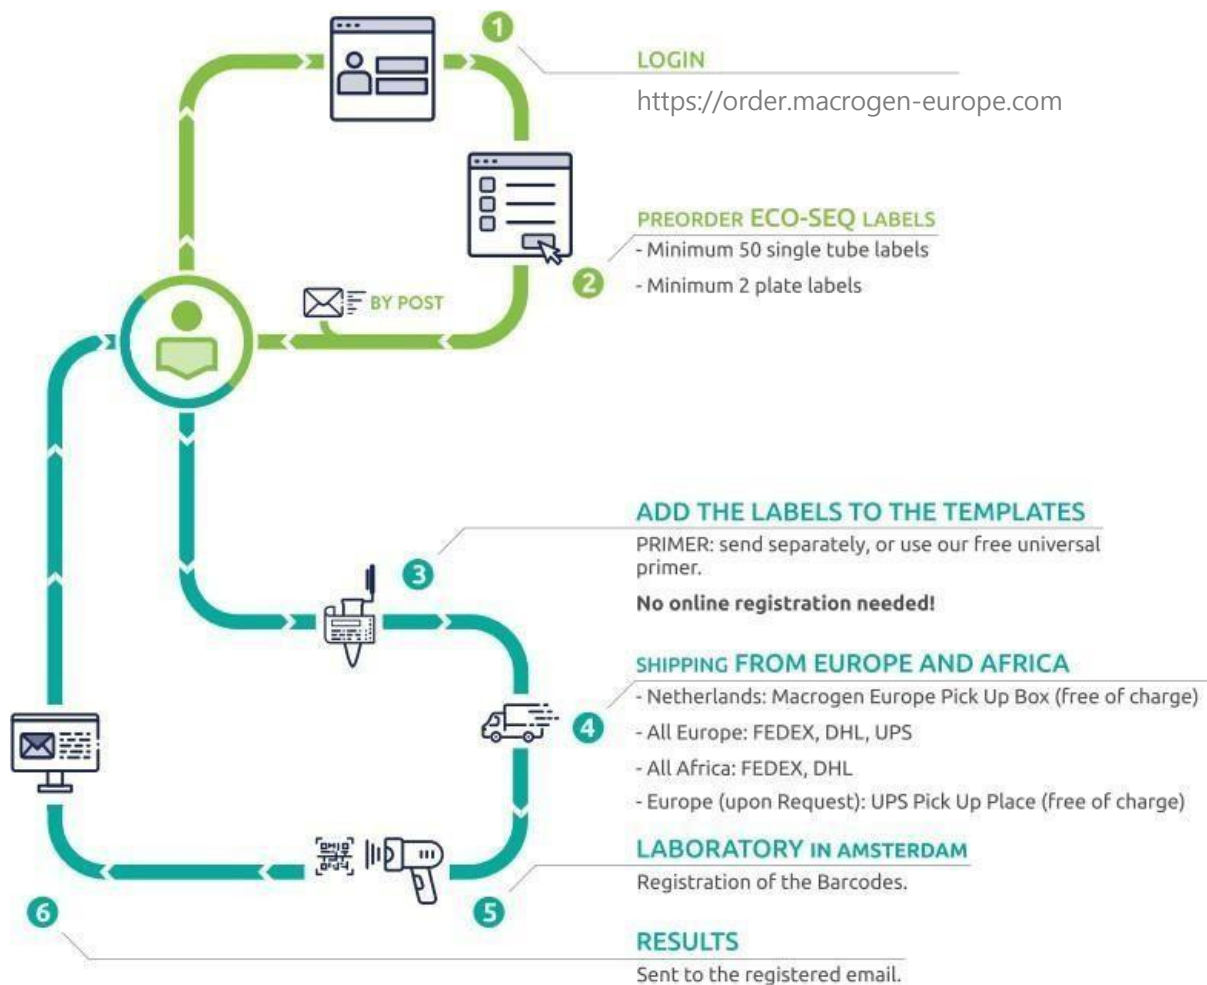 1
LOGIN
https://order.macrogen-europe.com
PREORDER ECO-SEQ LABELS
- Minimum 50 single tube labels
2
- Minimum 2 plate labels
BY POST
ADD THE LABELS TO THE TEMPLATES
PRIMER: send separately, or use our free universal
primer.
3
No online registration needed!
SHIPPING FROM EUROPE AND AFRICA
- Netherlands: Macrogen Europe Pick Up Box (free of charge)
4
- All Europe: FEDEX, DHL, UPS
- All Africa: FEDEX, DHL
- Europe (upon Request): UPS Pick Up Place (free of charge)
LABORATORY IN AMSTERDAM
Registration of the Barcodes.
5
6
RESULTS
Sent to the registered email.